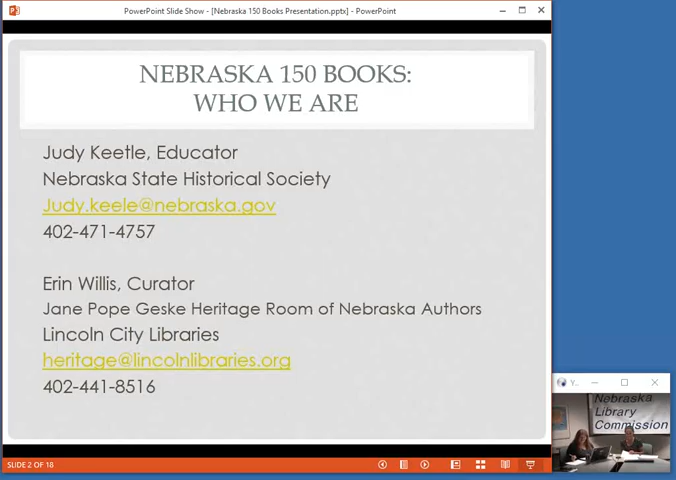 PowerPoint Slide Show - [Nebraska 150 Books Presentation.pptx] - PowerPoint
NEBRASKA 150 BOOKS:
WHO WE ARE
Judy Keetle, Educator
Nebraska State Historical Society
Judy.keele@nebraska.gov
402-471-4757
Erin Willis, Curator
Jane Pope Geske Heritage Room of Nebraska Authors
Lincoln City Libraries
heritage@lincolnlibraries.org
402-441-8516
Y...
Nebraska
Library
Commission
SLIDE 2 OF 18